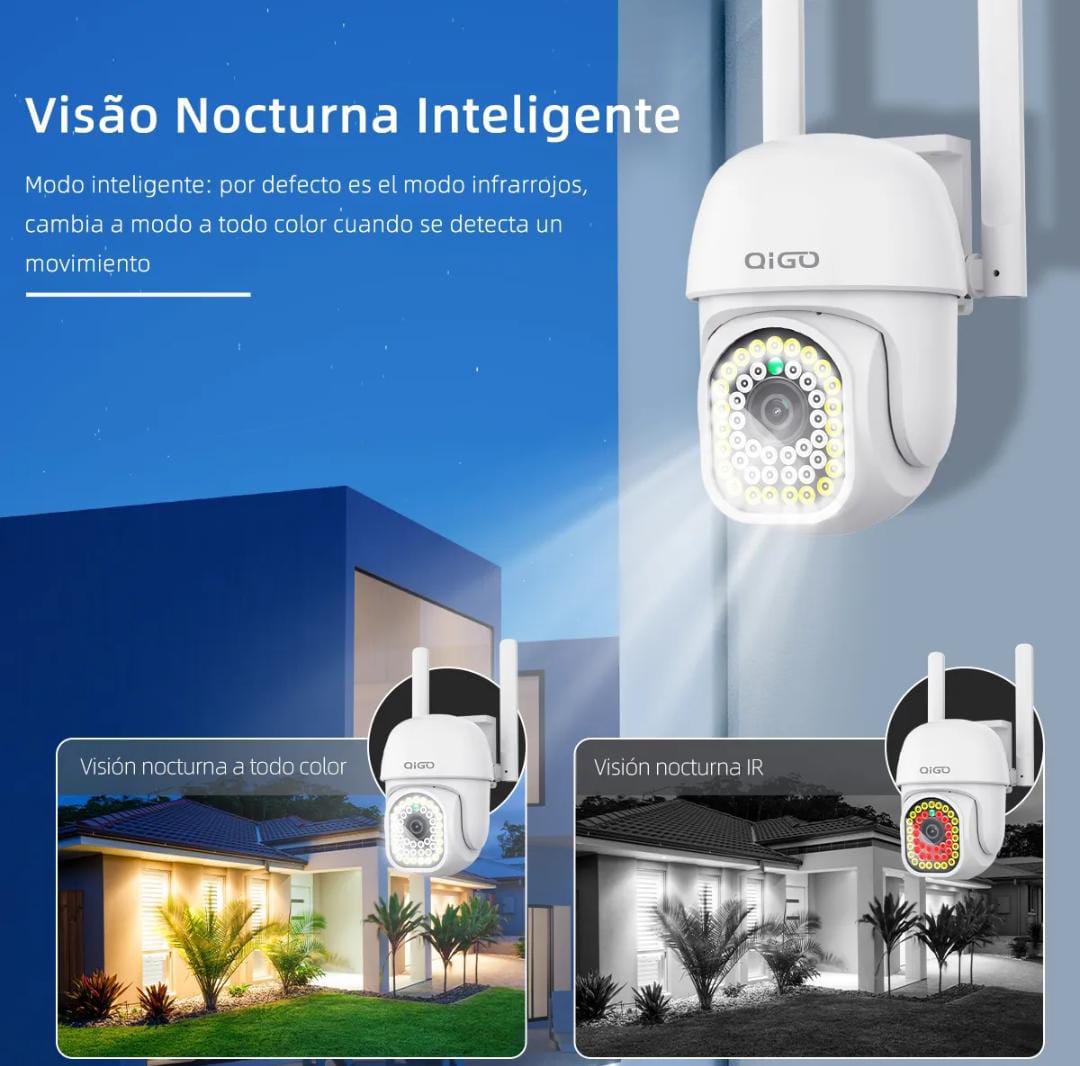 Visão Nocturna Inteligente
Modo inteligente: por defecto es el modo infrarrojos,
cambia a modo a todo color cuando se detecta un
movimiento
QiGO
Visión nocturna a todo color
QiGO
Visión nocturna IR
QiGO